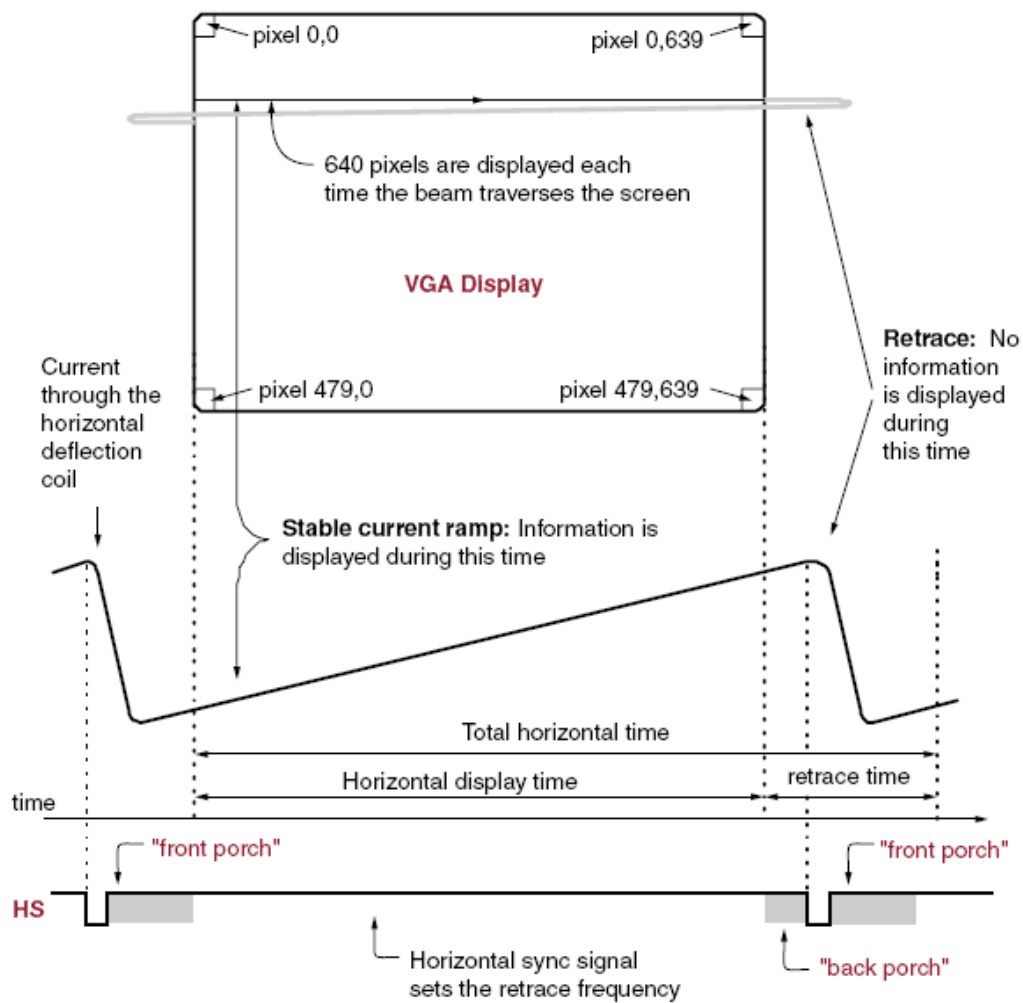 pixel 0,0
pixel 0,639
640 pixels are displayed each
time the beam traverses the screen
VGA Display
Current
through the
horizontal
deflection
coil
pixel 479,0
pixel 479,639
Retrace: No
information
is displayed
during
this time
Stable current ramp: Information is
displayed during this time
Total horizontal time
Horizontal display time
retrace time
time
"front porch"
"front porch"
HS
Horizontal sync signal
sets the retrace frequency
"back porch"